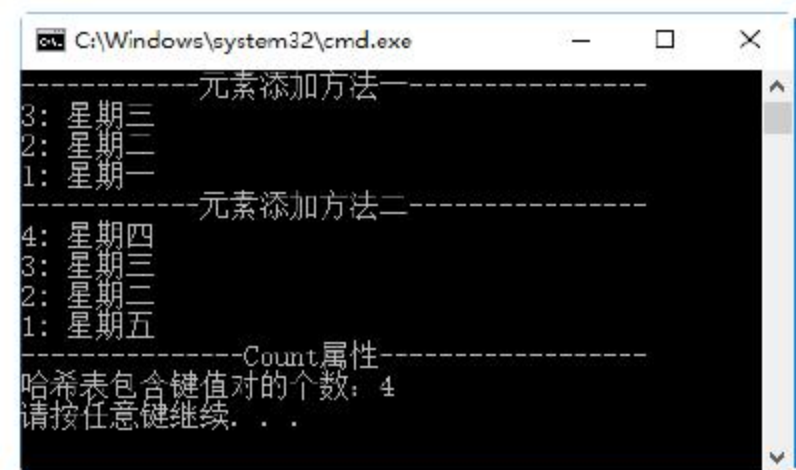 C:\Windows\system32\cmd.exe
------------元素添加方法一----------------
3: 星期三
2: 星期二
1: 星期一
------------元素添加方法二----------------
4: 星期四
3: 星期三
2: 星期二
1: 星期五
---------------Count属性------------------
哈希表包含键值对的个数: 4
请按任意键继续. . .